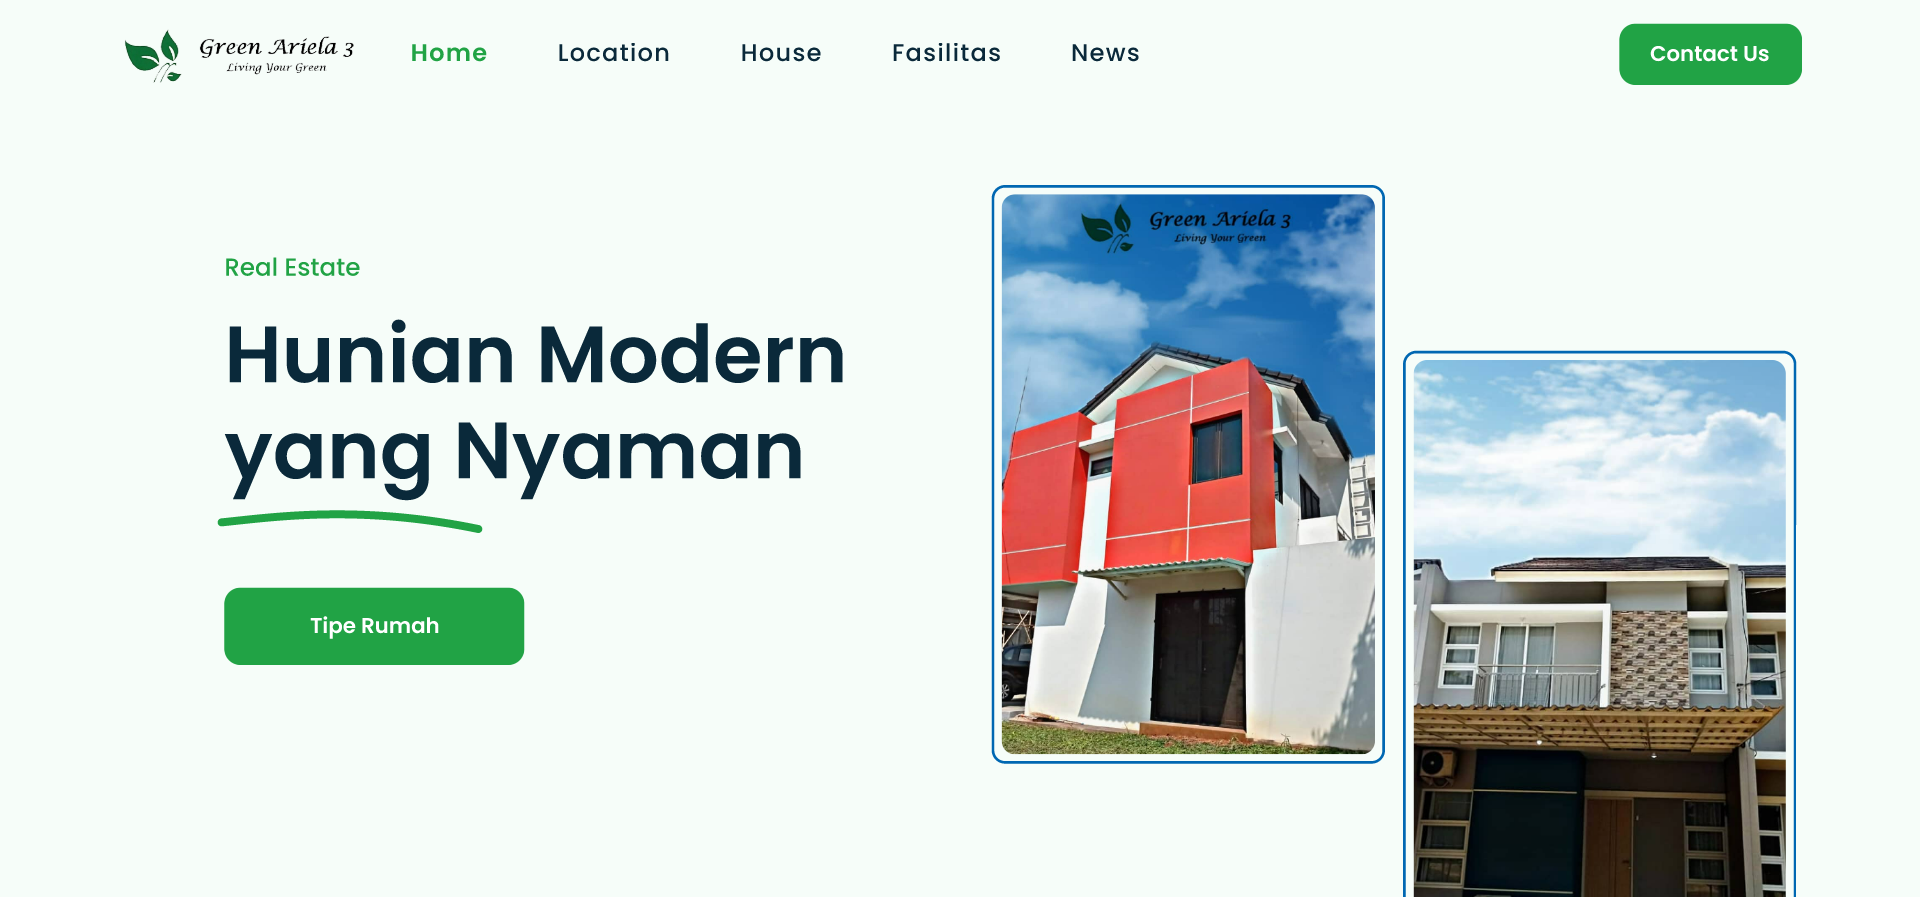 Green Ariela 3
Living Your Green
Home
Location
House
Fasilitas
News
Contact Us
Real Estate
Hunian Modern
yang Nyaman
Tipe Rumah
Green Ariela 3
Living Your Green